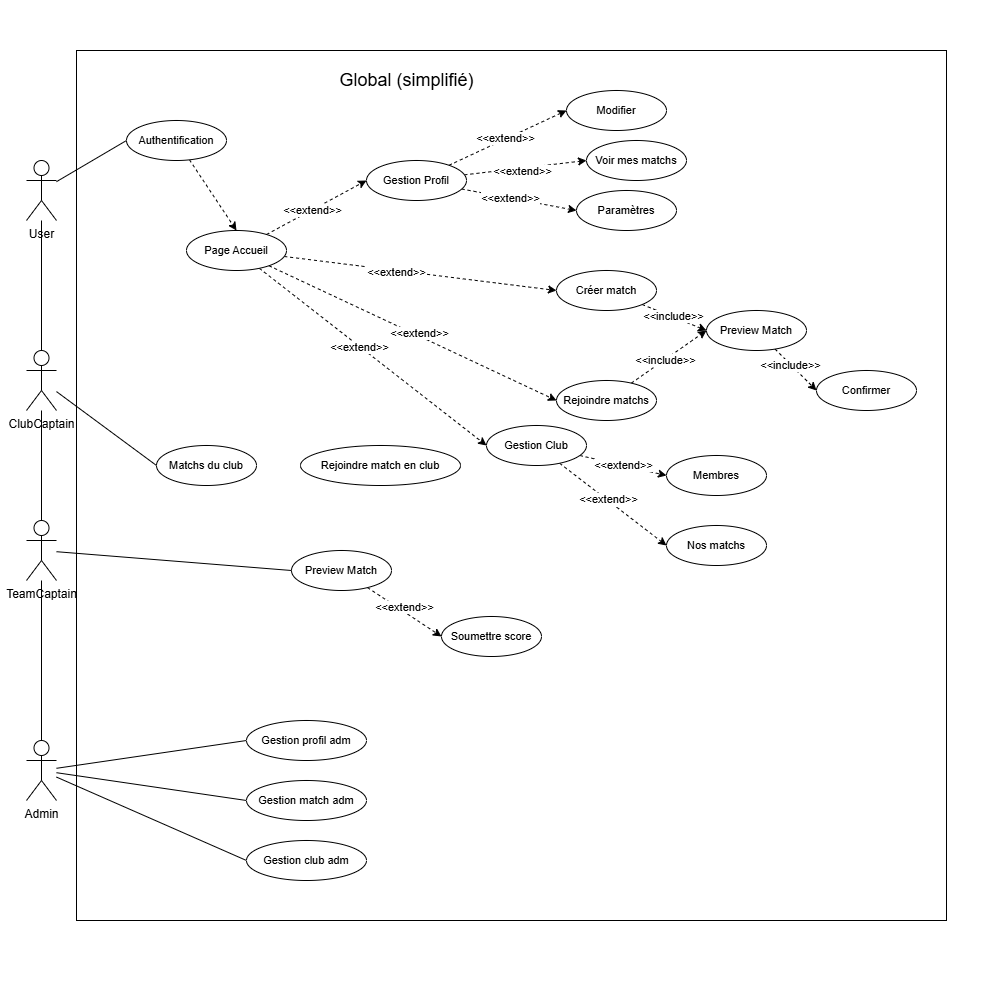 Global (simplifié)
Modifier
Authentification
<<extend>>
Voir mes matchs
<<extend>>
Gestion Profil
<<extend>>
Paramètres
<<extend>>
User
Page Accueil
<<extend>>
Créer match
<<include>>
Preview Match
<<extend>>
<<extend>>
<<include>>
<<include>>
Confirmer
Rejoindre matchs
ClubCaptain
Gestion Club
Matchs du club
Rejoindre match en club
<<extend>>
Membres
<<extend>>
Nos matchs
Preview Match
TeamCaptain
<<extend>>
Soumettre score
Gestion profil adm
Gestion match adm
Admin
Gestion club adm